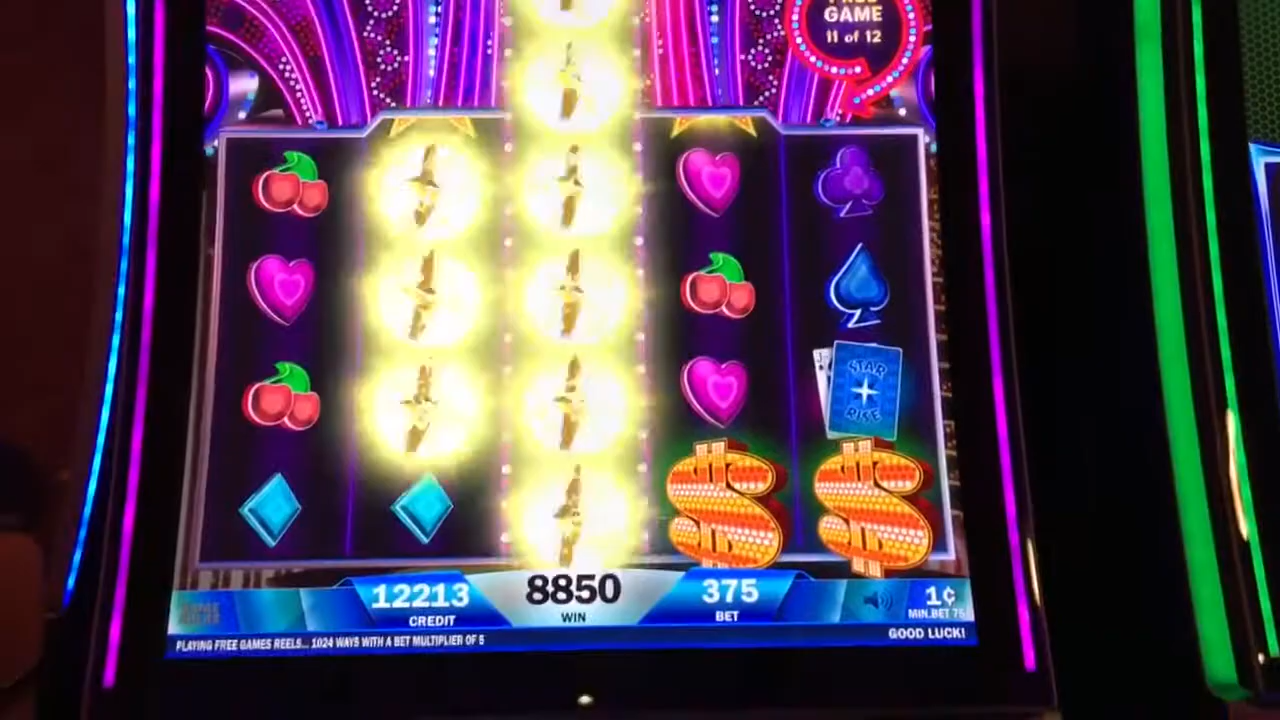 GAME
11 of 12
STAR
RISE
12213
CREDIT
8850
WIN
375
BET
1¢
MIN.BET 75
GOOD LUCK!
PLAYING FREE GAMES REELS... 1024 WAYS WITH A BET MULTIPLIER OF 5